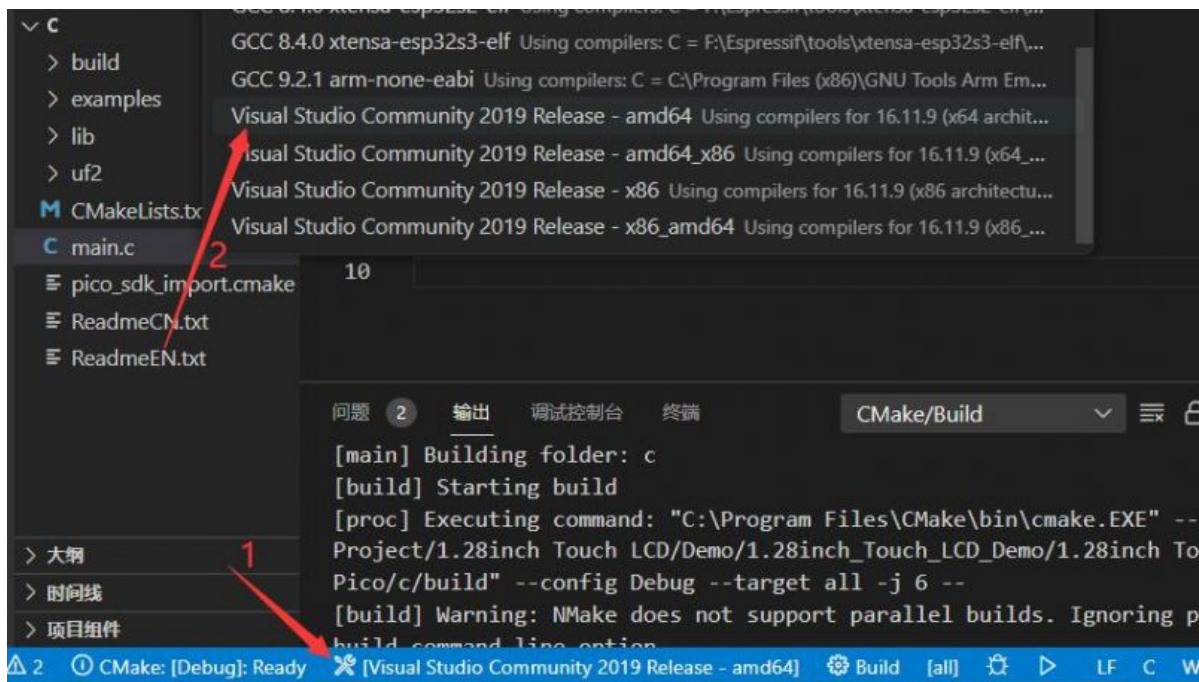 C
build
examples
lib
uf2
CMakeLists.tx
main.c
pico_sdk_import.cmake
ReadmeCN.txt
ReadmeEN.txt
大纲
时间线
项目组件
GCC 8.4.0 xtensa-esp32s3-elf Using compilers: C = F:\Espressif\tools\xtensa-esp32s3-elf\...
GCC 9.2.1 arm-none-eabi Using compilers: C = C:\Program Files (x86)\GNU Tools Arm Em...
Visual Studio Community 2019 Release - amd64 Using compilers for 16.11.9 (x64 archit...
Visual Studio Community 2019 Release - amd64_x86 Using compilers for 16.11.9 (x64_...
Visual Studio Community 2019 Release - x86 Using compilers for 16.11.9 (x86 architectu...
Visual Studio Community 2019 Release - x86_amd64 Using compilers for 16.11.9 (x86_...
2
10
问题 2 输出 调试控制台 终端 CMake/Build
[main] Building folder: c
[build] Starting build
[proc] Executing command: "C:\Program Files\CMake\bin\cmake.EXE" --
Project/1.28inch Touch LCD/Demo/1.28inch_Touch_LCD_Demo/1.28inch To
Pico/c/build" --config Debug --target all -j 6 --
[build] Warning: NMake does not support parallel builds. Ignoring p
build command line option
1
2 CMake: [Debug]: Ready [Visual Studio Community 2019 Release - amd64] Build [all] LF C W